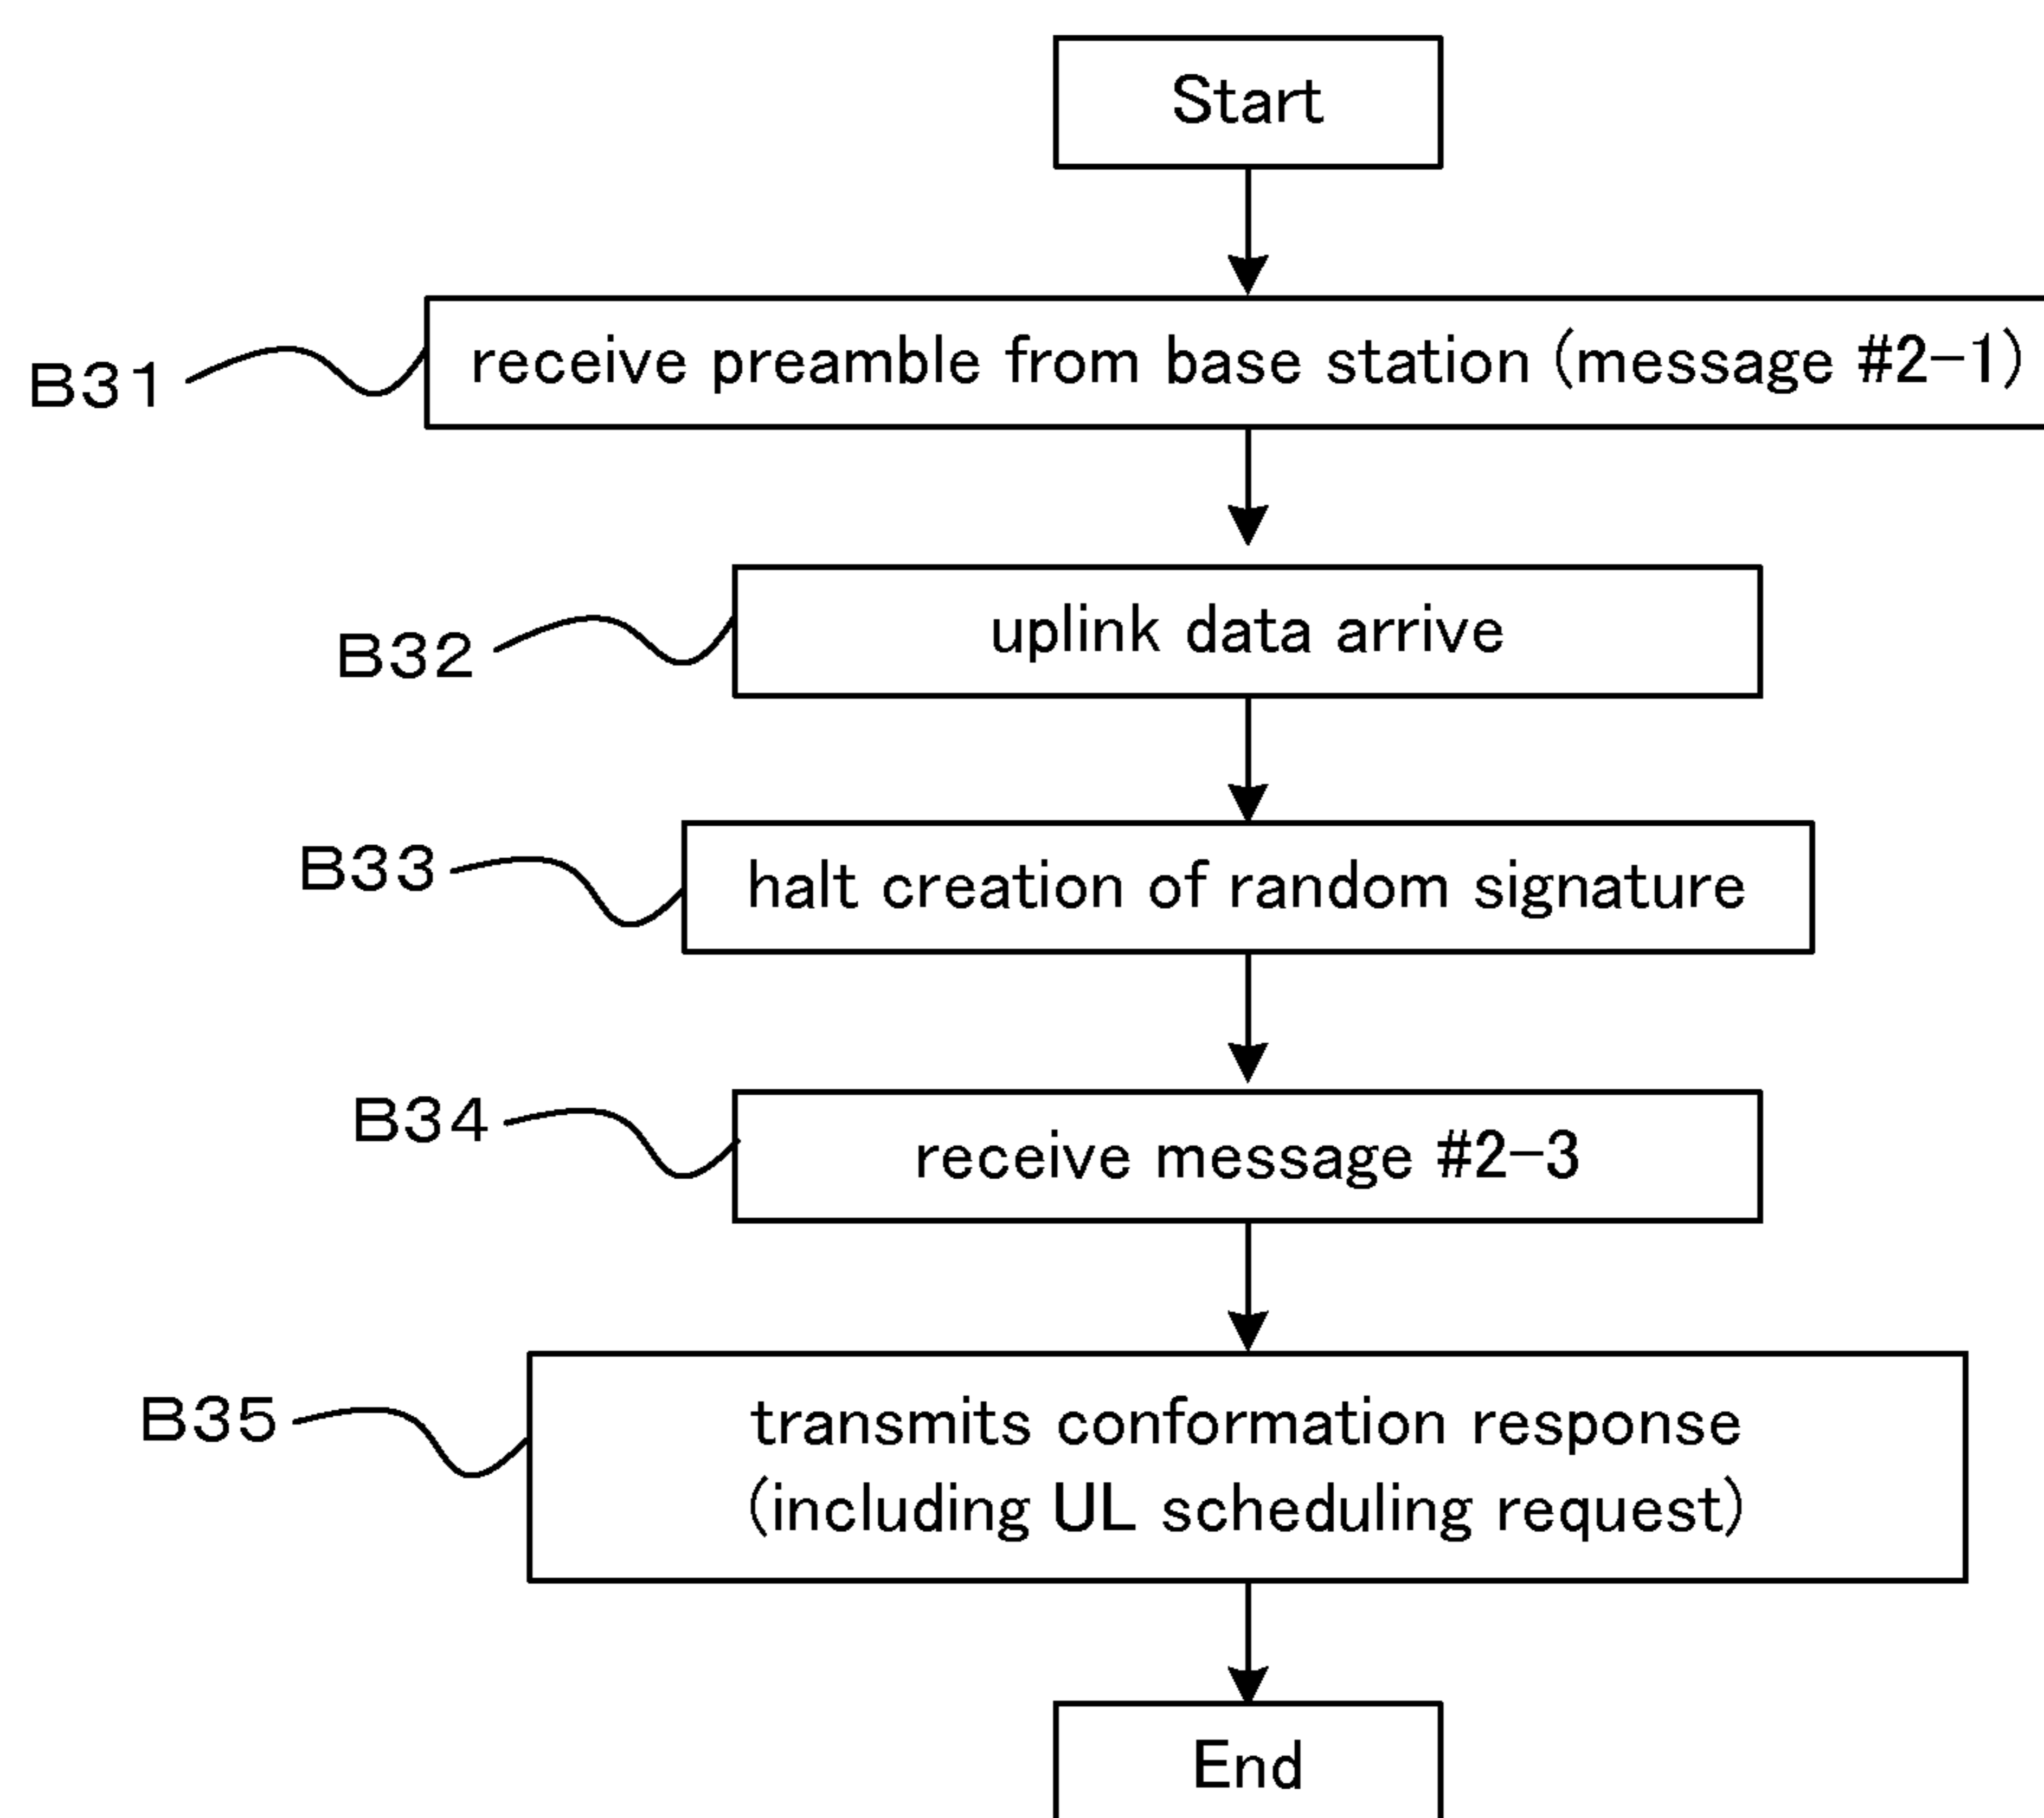 Start
B31
receive preamble from base station (message #2-1)
B32
uplink data arrive
B33
halt creation of random signature
B34
receive message #2-3
B35
transmits conformation response
(including UL scheduling request)
End